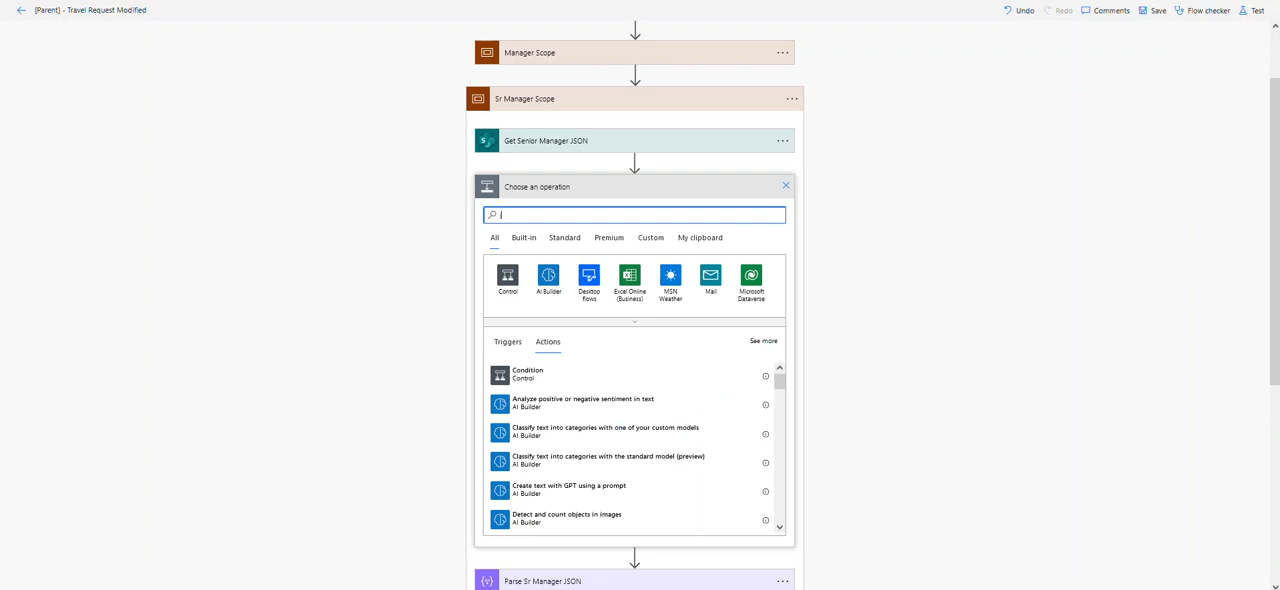 [Parent] - Travel Request Modified
Undo Redo Comments Save Flow checker Test
Manager Scope
Sr Manager Scope
Get Senior Manager JSON
Choose an operation
All Built-in Standard Premium Custom My clipboard
Control
AI Builder
Desktop flows
Excel Online (Business)
MSN Weather
Mail
Microsoft Dataverse
Triggers Actions See more
Condition
Control
Analyze positive or negative sentiment in text
AI Builder
Classify text into categories with one of your custom models
AI Builder
Classify text into categories with the standard model (preview)
AI Builder
Create text with GPT using a prompt
AI Builder
Detect and count objects in images
AI Builder
Parse Sr Manager JSON